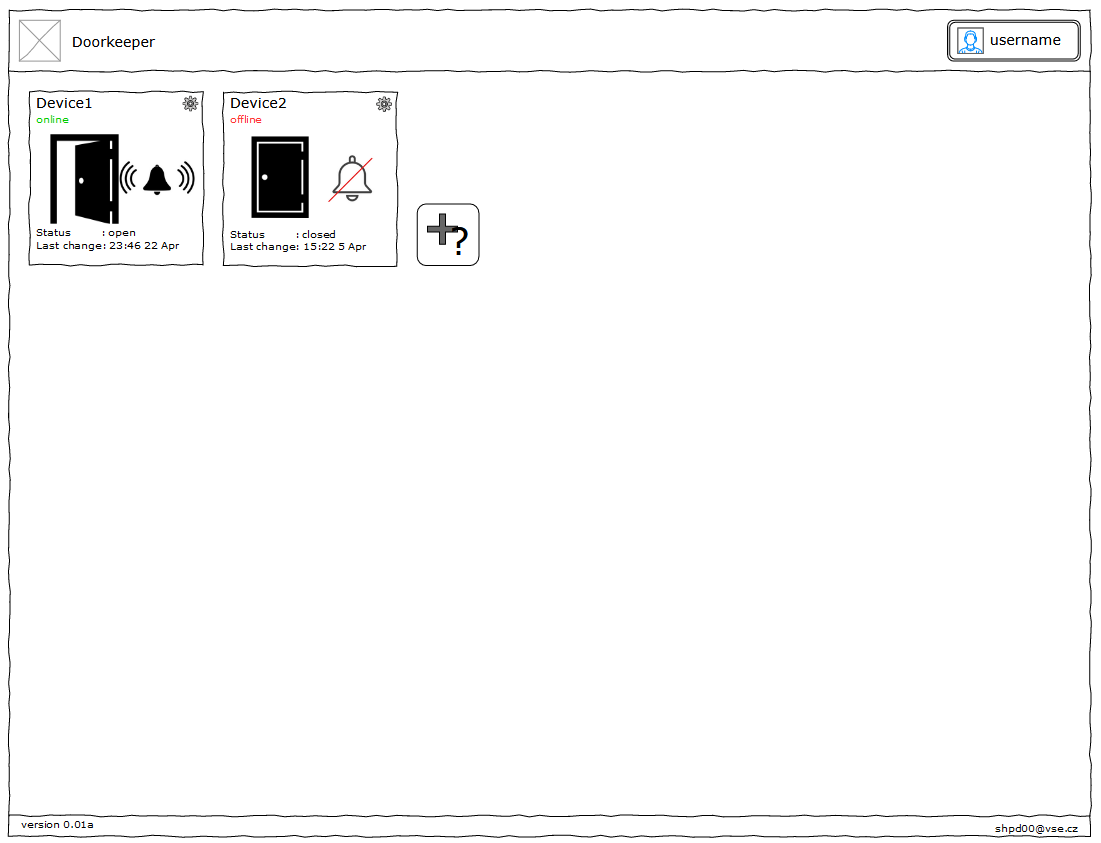 Doorkeeper
username
Device1
online
Status : open
Last change: 23:46 22 Apr
Device2
offline
Status : closed
Last change: 15:22 5 Apr
?
version 0.01a
shpd00@vse.cz